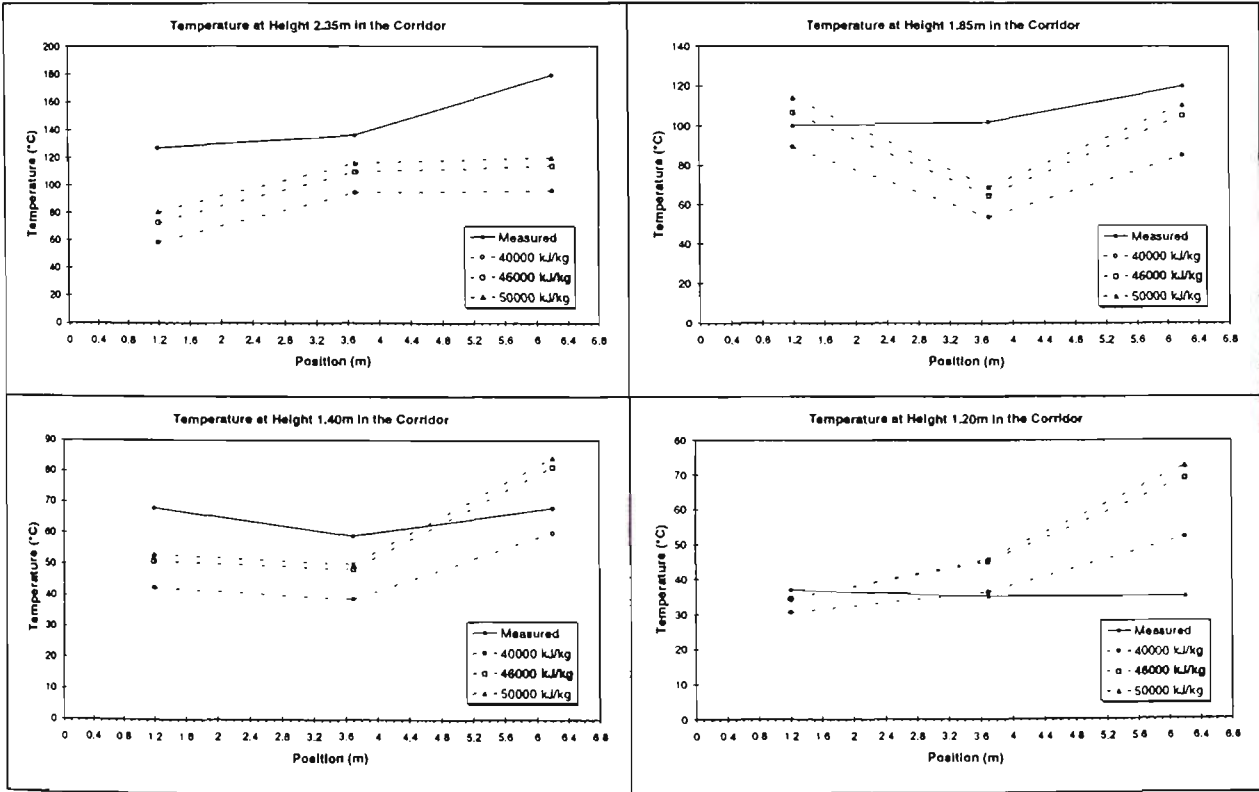 Temperature at Height 2.35m in the Corridor
Temperature (°C)
200
180
160
140
120
100
80
60
40
20
0
Measured
40000 kJ/kg
46000 kJ/kg
50000 kJ/kg
0 0.4 0.8 1.2 1.6 2 2.4 2.8 3.2 3.6 4 4.4 4.8 5.2 5.6 6 6.4 6.8
Position (m)
Temperature at Height 1.85m in the Corridor
Temperature (°C)
140
120
100
80
60
40
20
0
Measured
40000 kJ/kg
46000 kJ/kg
50000 kJ/kg
0 0.4 0.8 1.2 1.6 2 2.4 2.8 3.2 3.6 4 4.4 4.8 5.2 5.6 6 6.4 6.8
Position (m)
Temperature at Height 1.40m in the Corridor
Temperature (°C)
90
80
70
60
50
40
30
20
10
0
Measured
40000 kJ/kg
46000 kJ/kg
50000 kJ/kg
0 0.4 0.8 1.2 1.6 2 2.4 2.8 3.2 3.6 4 4.4 4.8 5.2 5.6 6 6.4 6.8
Position (m)
Temperature at Height 1.20m in the Corridor
Temperature (°C)
70
60
50
40
30
20
10
0
Measured
40000 kJ/kg
46000 kJ/kg
50000 kJ/kg
0 0.4 0.8 1.2 1.6 2 2.4 2.8 3.2 3.6 4 4.4 4.8 5.2 5.6 6 6.4 6.8
Position (m)